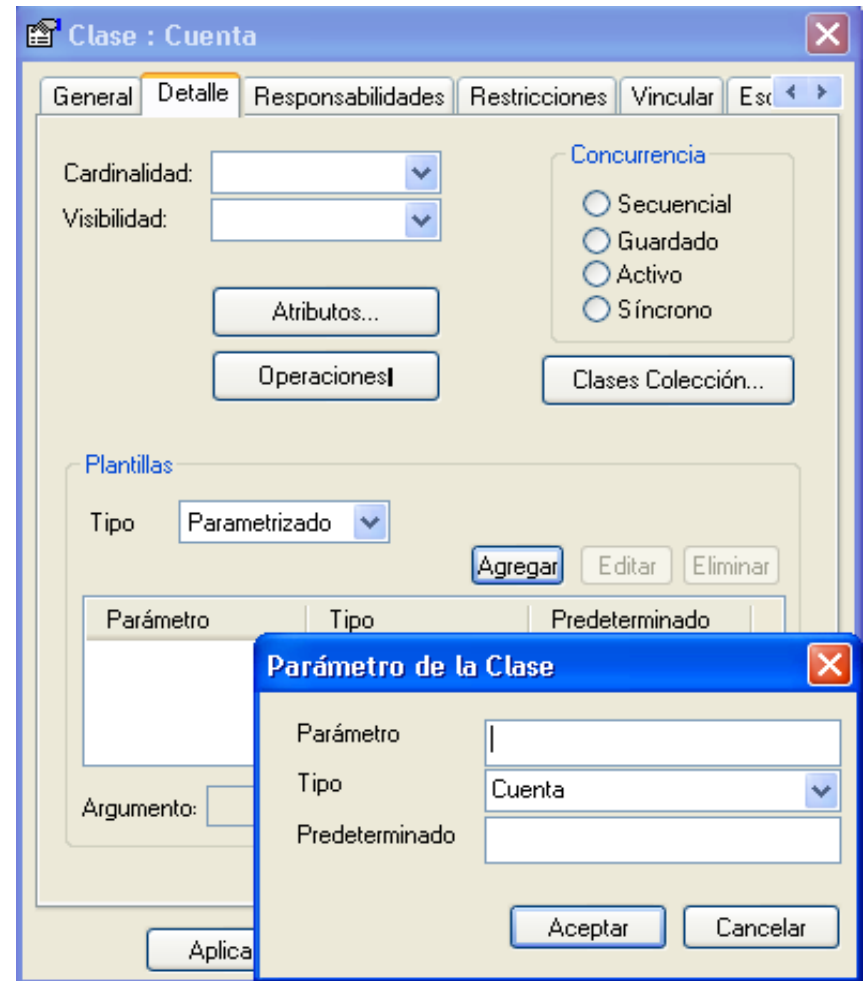 Clase : Cuenta
General Detalle Responsabilidades Restricciones Vincular Esc
Cardinalidad:
Visibilidad:
Concurrencia
Secuencial
Guardado
Activo
Síncrono
Atributos...
Operaciones
Clases Colección...
Plantillas
Tipo Parametrizado
Agregar Editar Eliminar
Parámetro Tipo Predeterminado
Argumento:
Aplica
Parámetro de la Clase
Parámetro
Tipo Cuenta
Predeterminado
Aceptar Cancelar